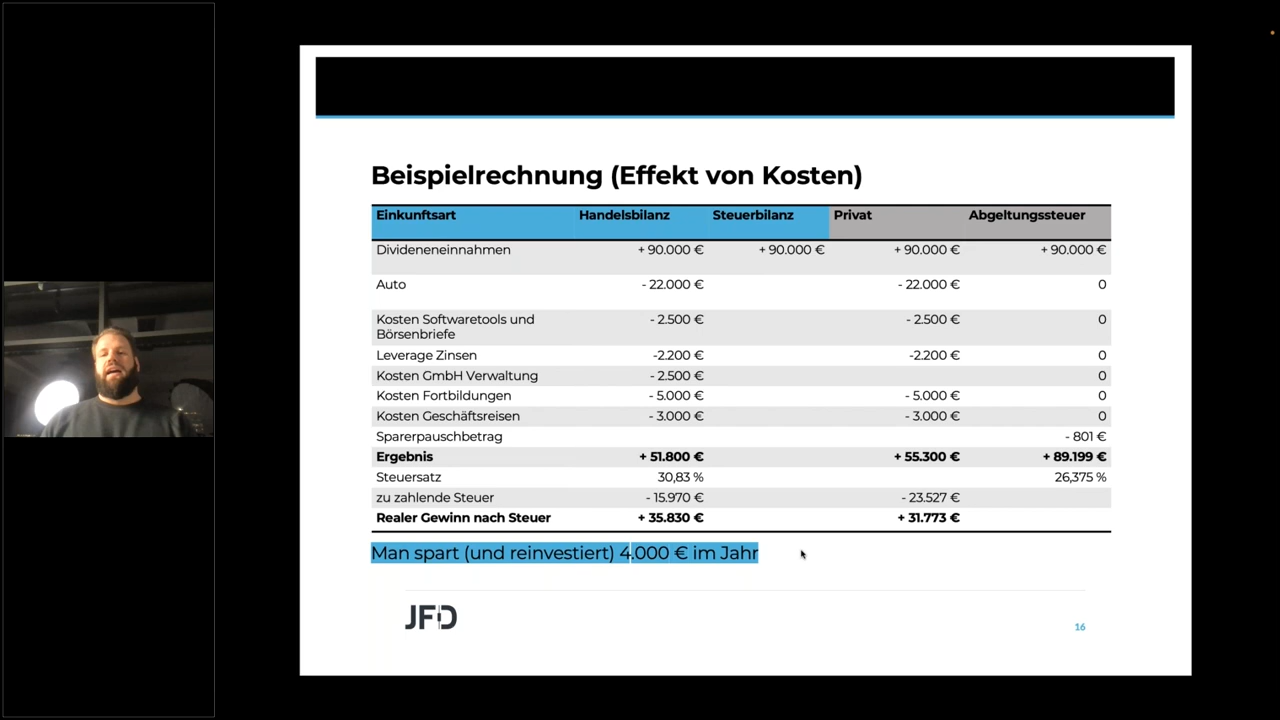 Beispielrechnung (Effekt von Kosten)
Einkunftsart Handelsbilanz Steuerbilanz Privat Abgeltungssteuer
Divideneneinnahmen + 90.000 € + 90.000 € + 90.000 € + 90.000 €
Auto - 22.000 € - 22.000 € 0
Kosten Softwaretools und - 2.500 € - 2.500 € 0
Börsenbriefe
Leverage Zinsen -2.200 € -2.200 € 0
Kosten GmbH Verwaltung - 2.500 € 0
Kosten Fortbildungen - 5.000 € - 5.000 € 0
Kosten Geschäftsreisen - 3.000 € - 3.000 € 0
Sparerpauschbetrag - 801 €
Ergebnis + 51.800 € + 55.300 € + 89.199 €
Steuersatz 30,83 % 26,375 %
zu zahlende Steuer - 15.970 € - 23.527 €
Realer Gewinn nach Steuer + 35.830 € + 31.773 €
Man spart (und reinvestiert) 4.000 € im Jahr
JFD
16